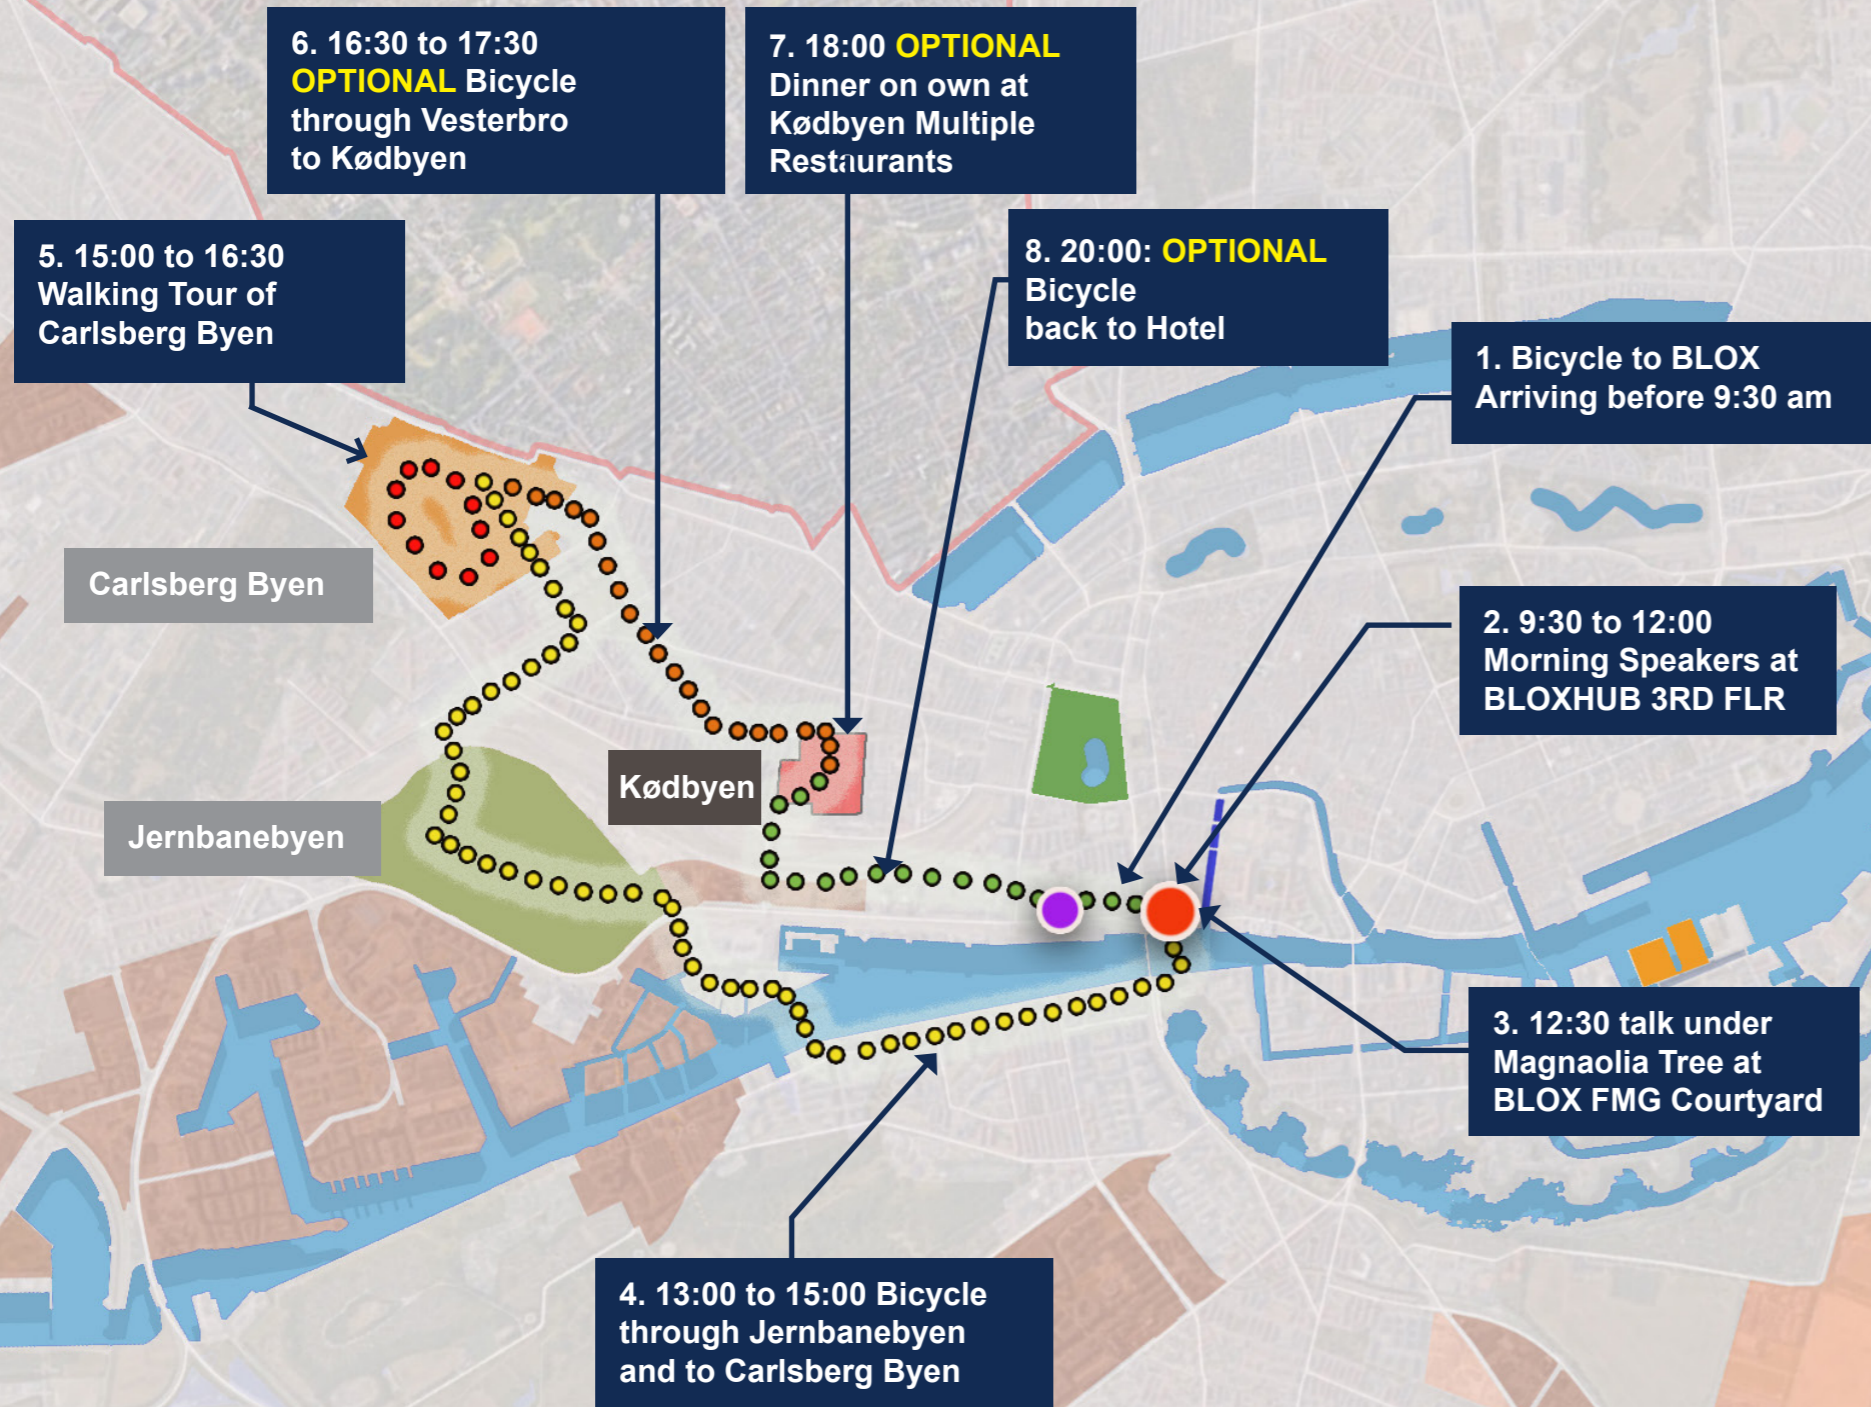 6. 16:30 to 17:30
OPTIONAL Bicycle
through Vesterbro
to Kødbyen
7. 18:00 OPTIONAL
Dinner on own at
Kødbyen Multiple
Restaurants
5. 15:00 to 16:30
Walking Tour of
Carlsberg Byen
8. 20:00: OPTIONAL
Bicycle
back to Hotel
1. Bicycle to BLOX
Arriving before 9:30 am
Carlsberg Byen
2. 9:30 to 12:00
Morning Speakers at
BLOXHUB 3RD FLR
Kødbyen
Jernbanebyen
3. 12:30 talk under
Magnaolia Tree at
BLOX FMG Courtyard
4. 13:00 to 15:00 Bicycle
through Jernbanebyen
and to Carlsberg Byen